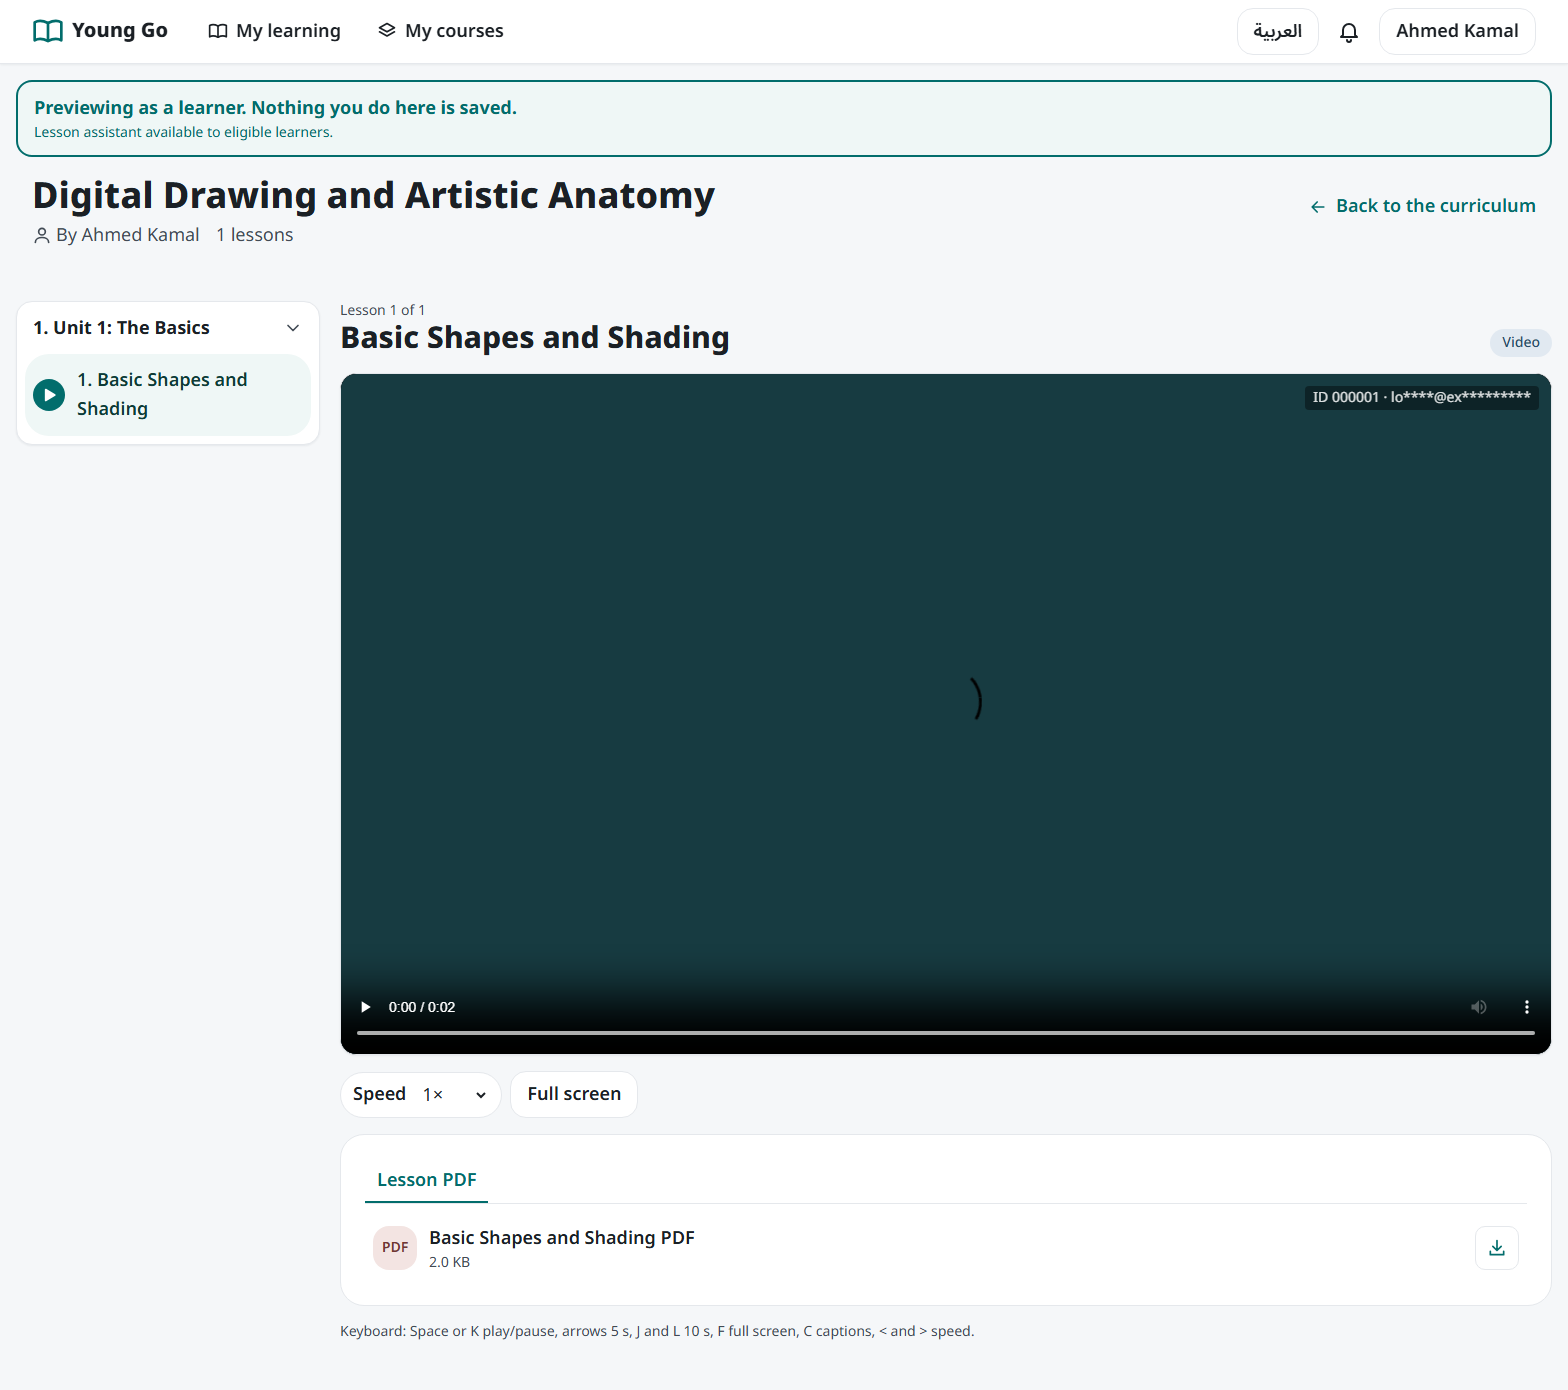 Young Go
My learning
My courses
العربية
Ahmed Kamal
Previewing as a learner. Nothing you do here is saved.
Lesson assistant available to eligible learners.
Digital Drawing and Artistic Anatomy
By Ahmed Kamal 1 lessons
Back to the curriculum
1. Unit 1: The Basics
1. Basic Shapes and
Shading
Lesson 1 of 1
Basic Shapes and Shading
Video
ID 000001 · lo****@ex*********
0:00 / 0:02
Speed 1×
Full screen
Lesson PDF
PDF
Basic Shapes and Shading PDF
2.0 KB
Keyboard: Space or K play/pause, arrows 5 s, J and L 10 s, F full screen, C captions, < and > speed.